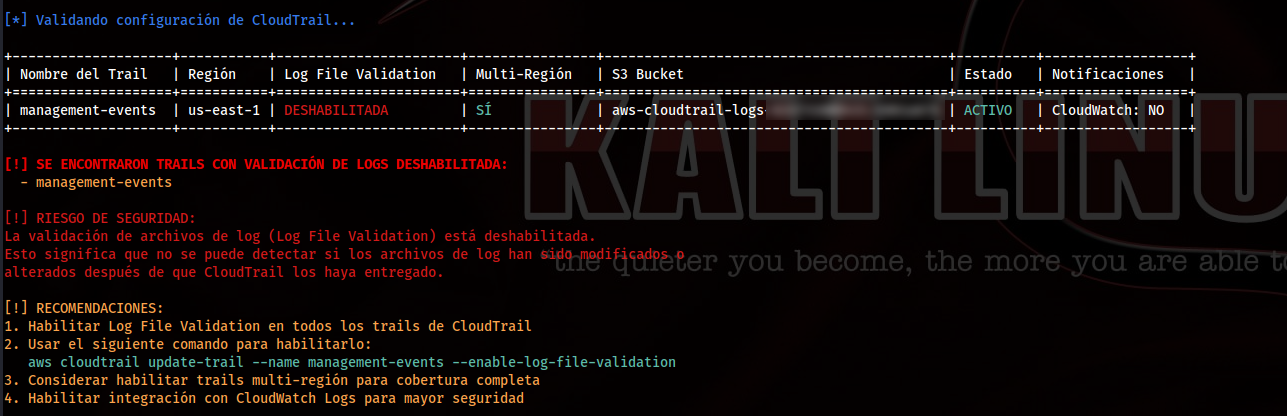 [*] Validando configuración de CloudTrail...
+--------------------+-----------+-----------------------+----------------+-------------------------------------------+----------+------------------+
| Nombre del Trail | Región | Log File Validation | Multi-Región | S3 Bucket | Estado | Notificaciones |
+====================+===========+=======================+================+===========================================+==========+==================+
| management-events | us-east-1 | DESHABILITADA | SÍ | aws-cloudtrail-logs- | ACTIVO | CloudWatch: NO |
+--------------------+-----------+-----------------------+----------------+-------------------------------------------+----------+------------------+
[!] SE ENCONTRARON TRAILS CON VALIDACIÓN DE LOGS DESHABILITADA:
- management-events
[!] RIESGO DE SEGURIDAD:
La validación de archivos de log (Log File Validation) está deshabilitada.
Esto significa que no se puede detectar si los archivos de log han sido modificados o
alterados después de que CloudTrail los haya entregado.
[!] RECOMENDACIONES:
1. Habilitar Log File Validation en todos los trails de CloudTrail
2. Usar el siguiente comando para habilitarlo:
aws cloudtrail update-trail --name management-events --enable-log-file-validation
3. Considerar habilitar trails multi-región para cobertura completa
4. Habilitar integración con CloudWatch Logs para mayor seguridad
KALI LINU
"the quieter you become, the more you are able to